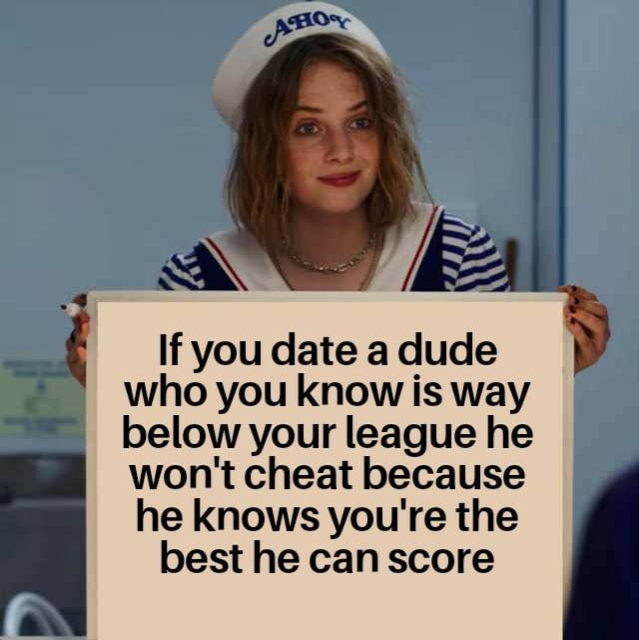 AHOY
If you date a dude
who you know is way
below your league he
won't cheat because
he knows you're the
best he can score